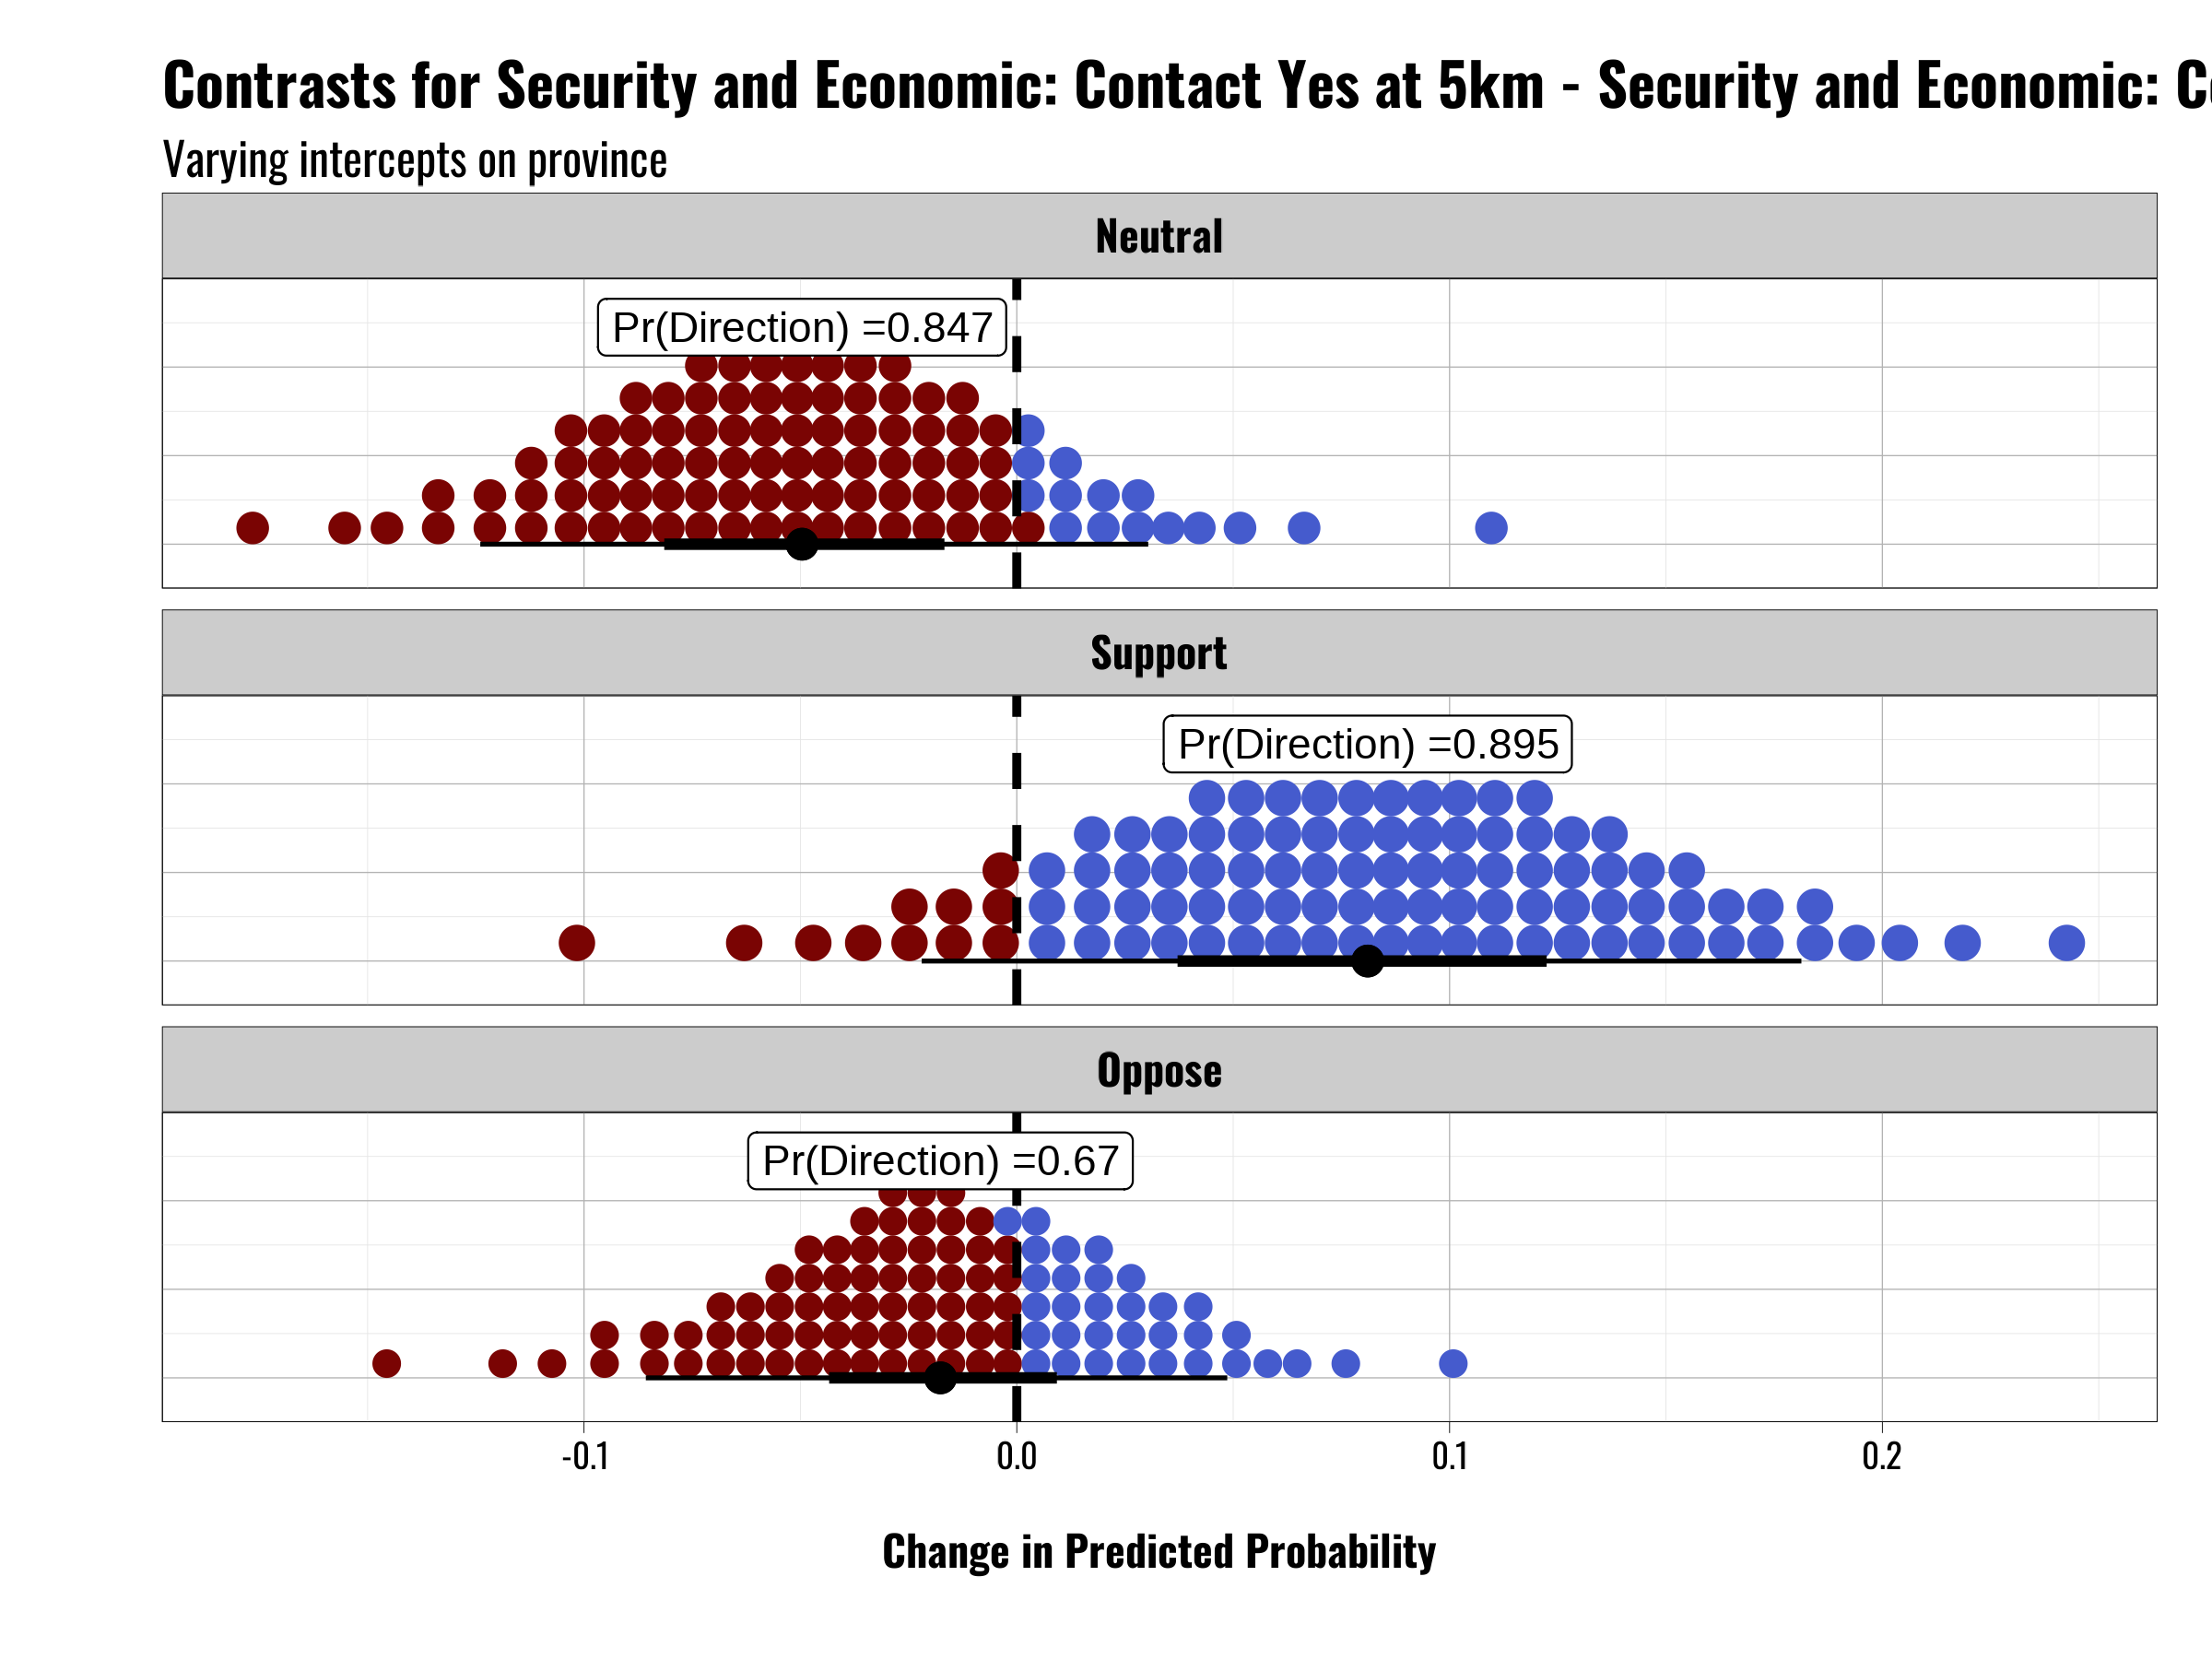 Contrasts for Security and Economic: Contact Yes at 5km - Security and Economic:
Varying intercepts on province
Neutral
Pr(Direction) =0.847
Support
Pr(Direction) =0.895
Oppose
Pr(Direction) =0.67
-0.1 0.0 0.1 0.2
Change in Predicted Probability